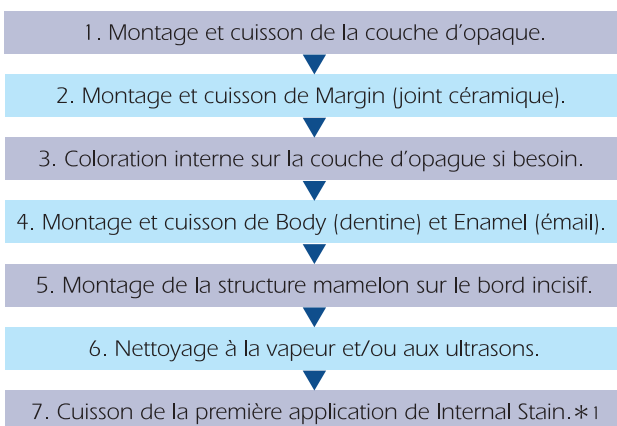 1. Montage et cuisson de la couche d'opaque.
2. Montage et cuisson de Margin (joint céramique).
3. Coloration interne sur la couche d'opague si besoin.
4. Montage et cuisson de Body (dentine) et Enamel (émail).
5. Montage de la structure mamelon sur le bord incisif.
6. Nettoyage à la vapeur et/ou aux ultrasons.
7. Cuisson de la première application de Internal Stain.*1